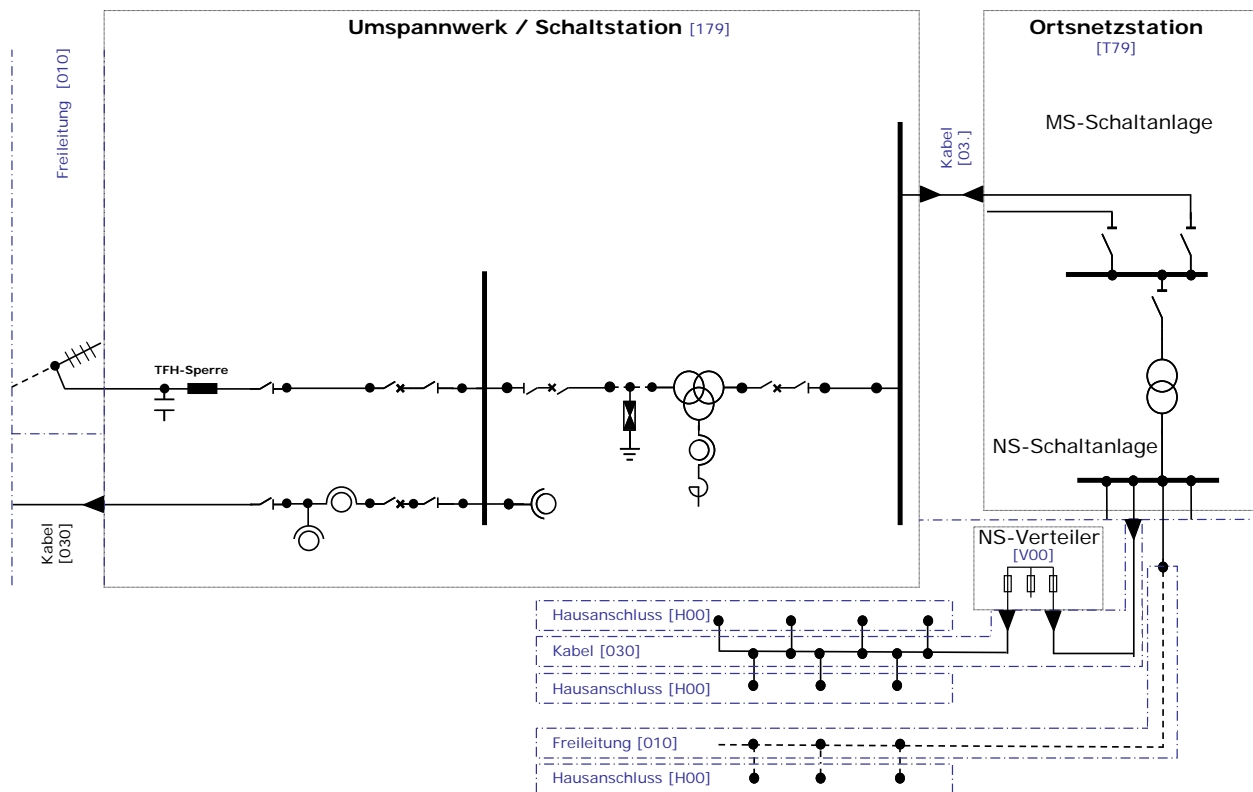 Umspannwerk / Schaltstation [179]
Ortsnetzstation
[T79]
Freileitung [010]
MS-Schaltanlage
Kabel
[03.]
TFH-Sperre
NS-Schaltanlage
Kabel
[030]
NS-Verteiler
[V00]
Hausanschluss [H00]
Kabel [030]
Hausanschluss [H00]
Freileitung [010]
Hausanschluss [H00]